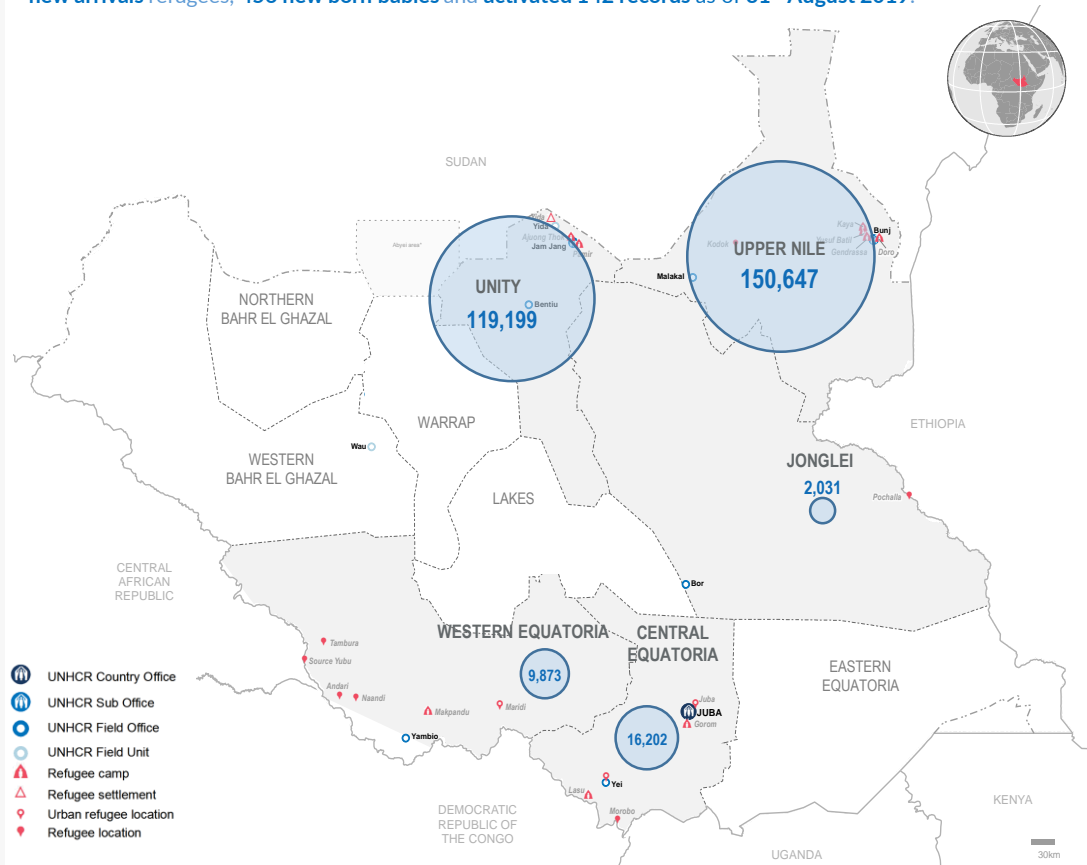 new arrivals refugees, 456 new born babies and activated 142 records as of 31st August 2019.
SUDAN
Yida
Ajuong Thok
Jam Jang
Pamir
Abyei area*
UNITY
119,199
Bentiu
Kodok
Malakal
UPPER NILE
150,647
Kaya
Bunj
Yusuf Batil
Gendrassa
Doro
NORTHERN
BAHR EL GHAZAL
WARRAP
Wau
WESTERN
BAHR EL GHAZAL
LAKES
ETHIOPIA
JONGLEI
2,031
Pochalla
Bor
CENTRAL
AFRICAN
REPUBLIC
WESTERN EQUATORIA
9,873
CENTRAL
EQUATORIA
16,202
EASTERN
EQUATORIA
Tambura
Source Yubu
Andari
Naandi
Makpandu
Maridi
Yambio
Juba
JUBA
Gorom
Yei
Lasu
Morobo
UNHCR Country Office
UNHCR Sub Office
UNHCR Field Office
UNHCR Field Unit
Refugee camp
Refugee settlement
Urban refugee location
Refugee location
DEMOCRATIC
REPUBLIC OF
THE CONGO
UGANDA
KENYA
30km